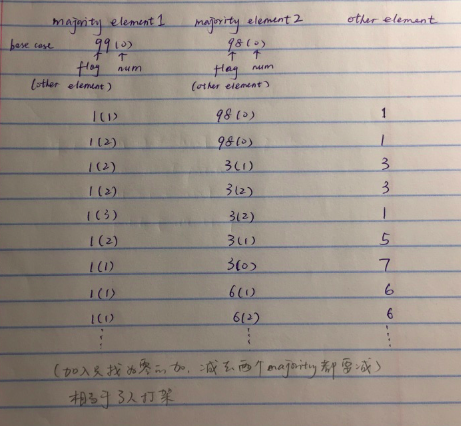 majority element 1 majority element 2 other element
base case 99(0) 98(0)
↑ ↑ ↑ ↑
flag num flag num
(other element) (other element)
1(1) 98(0) 1
1(2) 98(0) 1
1(2) 3(1) 3
1(2) 3(2) 3
1(3) 3(2) 1
1(2) 3(1) 5
1(1) 3(0) 7
1(1) 6(1) 6
1(1) 6(2) 6
(加入只找为零的加,减去两个majority都要减)
相当于3人打架